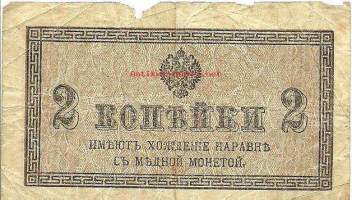 2 КОПѢЙКИ 2
ИМѢЮТЪ ХОЖДЕНІЕ НАРАВНѢ
СЪ МѢДНОЙ МОНЕТОЙ.